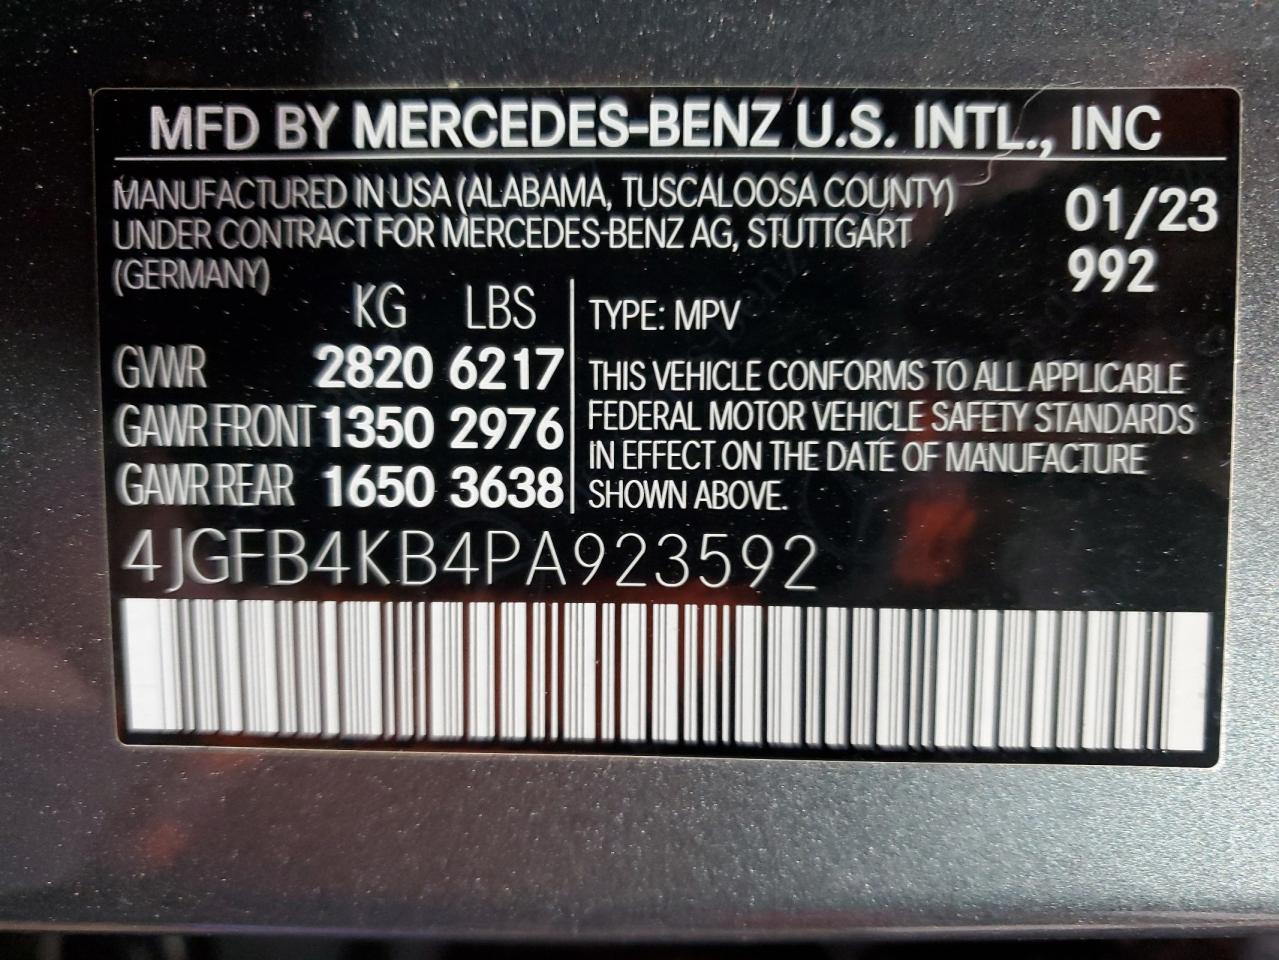 MFD BY MERCEDES-BENZ U.S. INTL., INC
MANUFACTURED IN USA (ALABAMA, TUSCALOOSA COUNTY)
UNDER CONTRACT FOR MERCEDES-BENZ AG, STUTTGART
(GERMANY)
01/23
992
KG LBS
GVWR 2820 6217
GAWR FRONT 1350 2976
GAWR REAR 1650 3638
TYPE: MPV
THIS VEHICLE CONFORMS TO ALL APPLICABLE
FEDERAL MOTOR VEHICLE SAFETY STANDARDS
IN EFFECT ON THE DATE OF MANUFACTURE
SHOWN ABOVE.
4JGFB4KB4PA923592